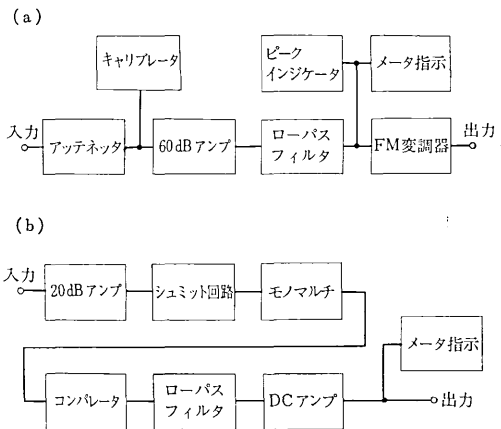 (a)
キャリブレータ
ピーク
インジケータ
メータ指示
入力
アッテネッタ
60dBアンプ
ローパス
フィルタ
FM変調器
出力
(b)
入力
20dBアンプ
シュミット回路
モノマルチ
メータ指示
コンパレータ
ローパス
フィルタ
DCアンプ
出力